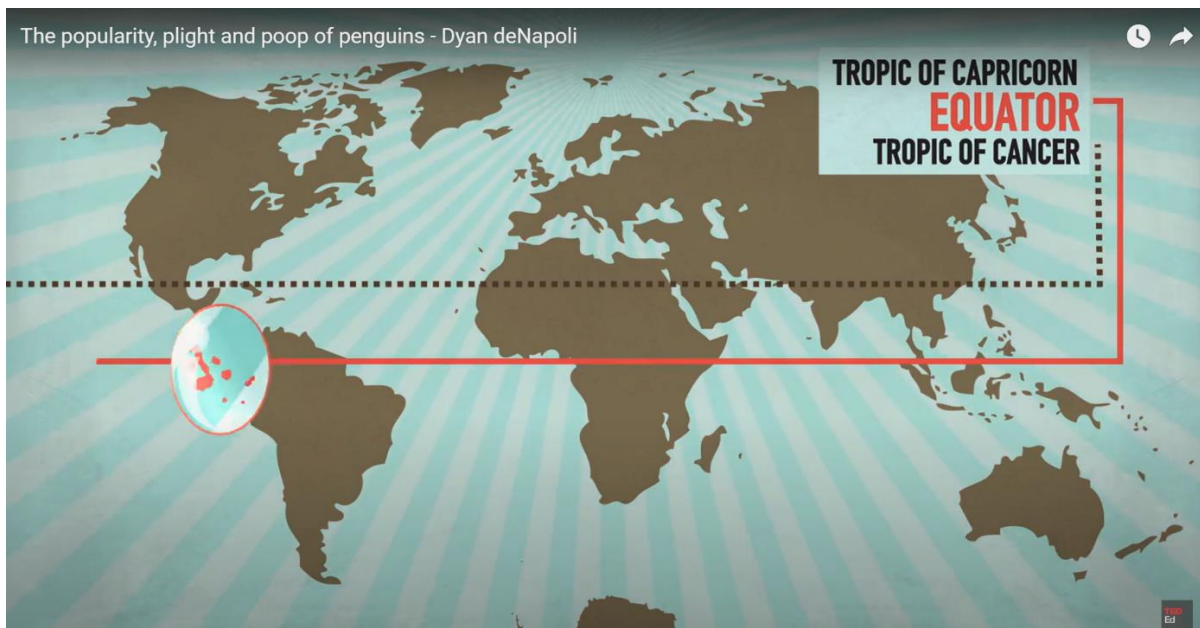 The popularity, plight and poop of penguins - Dyan deNapoli
TROPIC OF CAPRICORN
EQUATOR
TROPIC OF CANCER
TED
Ed